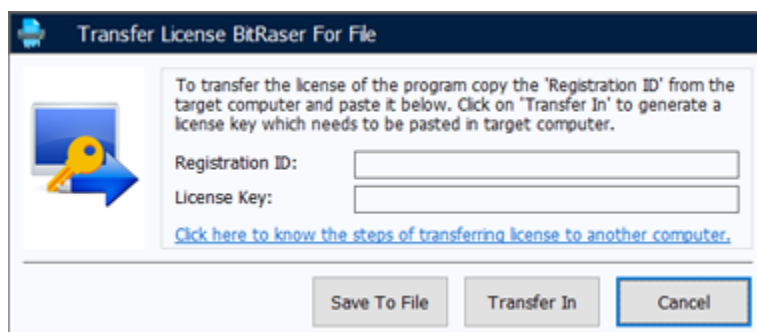 Transfer License BitRaser For File
To transfer the license of the program copy the 'Registration ID' from the
target computer and paste it below. Click on 'Transfer In' to generate a
license key which needs to be pasted in target computer.
Registration ID:
License Key:
Click here to know the steps of transferring license to another computer.
Save To File
Transfer In
Cancel